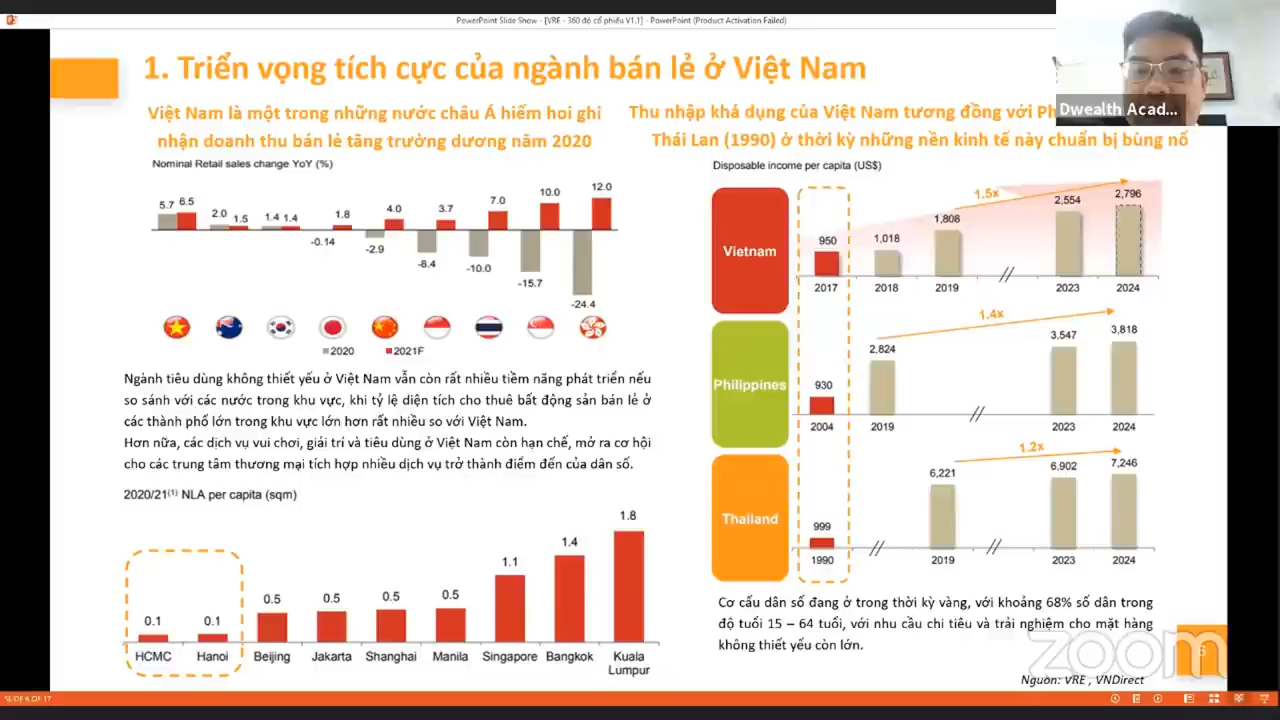 PowerPoint Slide Show - [VRE - 360 độ cổ phiếu V1.1] - PowerPoint (Product Activation Failed)
1. Triển vọng tích cực của ngành bán lẻ ở Việt Nam
Dwealth Acad...
Việt Nam là một trong những nước châu Á hiếm hoi ghi
nhận doanh thu bán lẻ tăng trưởng dương năm 2020
Nominal Retail sales change YoY (%)
5.7 6.5 2.0 1.5 1.4 1.4 -0.14 1.8 -2.9 4.0 -8.4 3.7 -10.0 7.0 -15.7 10.0 -24.4 12.0
2020 2021F
Ngành tiêu dùng không thiết yếu ở Việt Nam vẫn còn rất nhiều tiềm năng phát triển nếu
so sánh với các nước trong khu vực, khi tỷ lệ diện tích cho thuê bất động sản bán lẻ ở
các thành phố lớn trong khu vực lớn hơn rất nhiều so với Việt Nam.
Hơn nữa, các dịch vụ vui chơi, giải trí và tiêu dùng ở Việt Nam còn hạn chế, mở ra cơ hội
cho các trung tâm thương mại tích hợp nhiều dịch vụ trở thành điểm đến của dân số.
2020/21(1) NLA per capita (sqm)
0.1 0.1 0.5 0.5 0.5 0.5 1.1 1.4 1.8
HCMC Hanoi Beijing Jakarta Shanghai Manila Singapore Bangkok Kuala
Lumpur
Thu nhập khả dụng của Việt Nam tương đồng với
Thái Lan (1990) ở thời kỳ những nền kinh tế này chuẩn bị bùng nổ
Disposable income per capita (US$)
Vietnam
1.5x
950 1,018 1,808 2,554 2,796
2017 2018 2019 2023 2024
Philippines
1.4x
930 2,824 3,547 3,818
2004 2019 2023 2024
Thailand
1.2x
999 6,221 6,902 7,246
1990 2019 2023 2024
Cơ cấu dân số đang ở trong thời kỳ vàng, với khoảng 68% số dân trong
độ tuổi 15 – 64 tuổi, với nhu cầu chi tiêu và trải nghiệm cho mặt hàng
không thiết yếu còn lớn.
zoom
6
Nguồn: VRE , VNDirect
SLIDE 6 OF 17